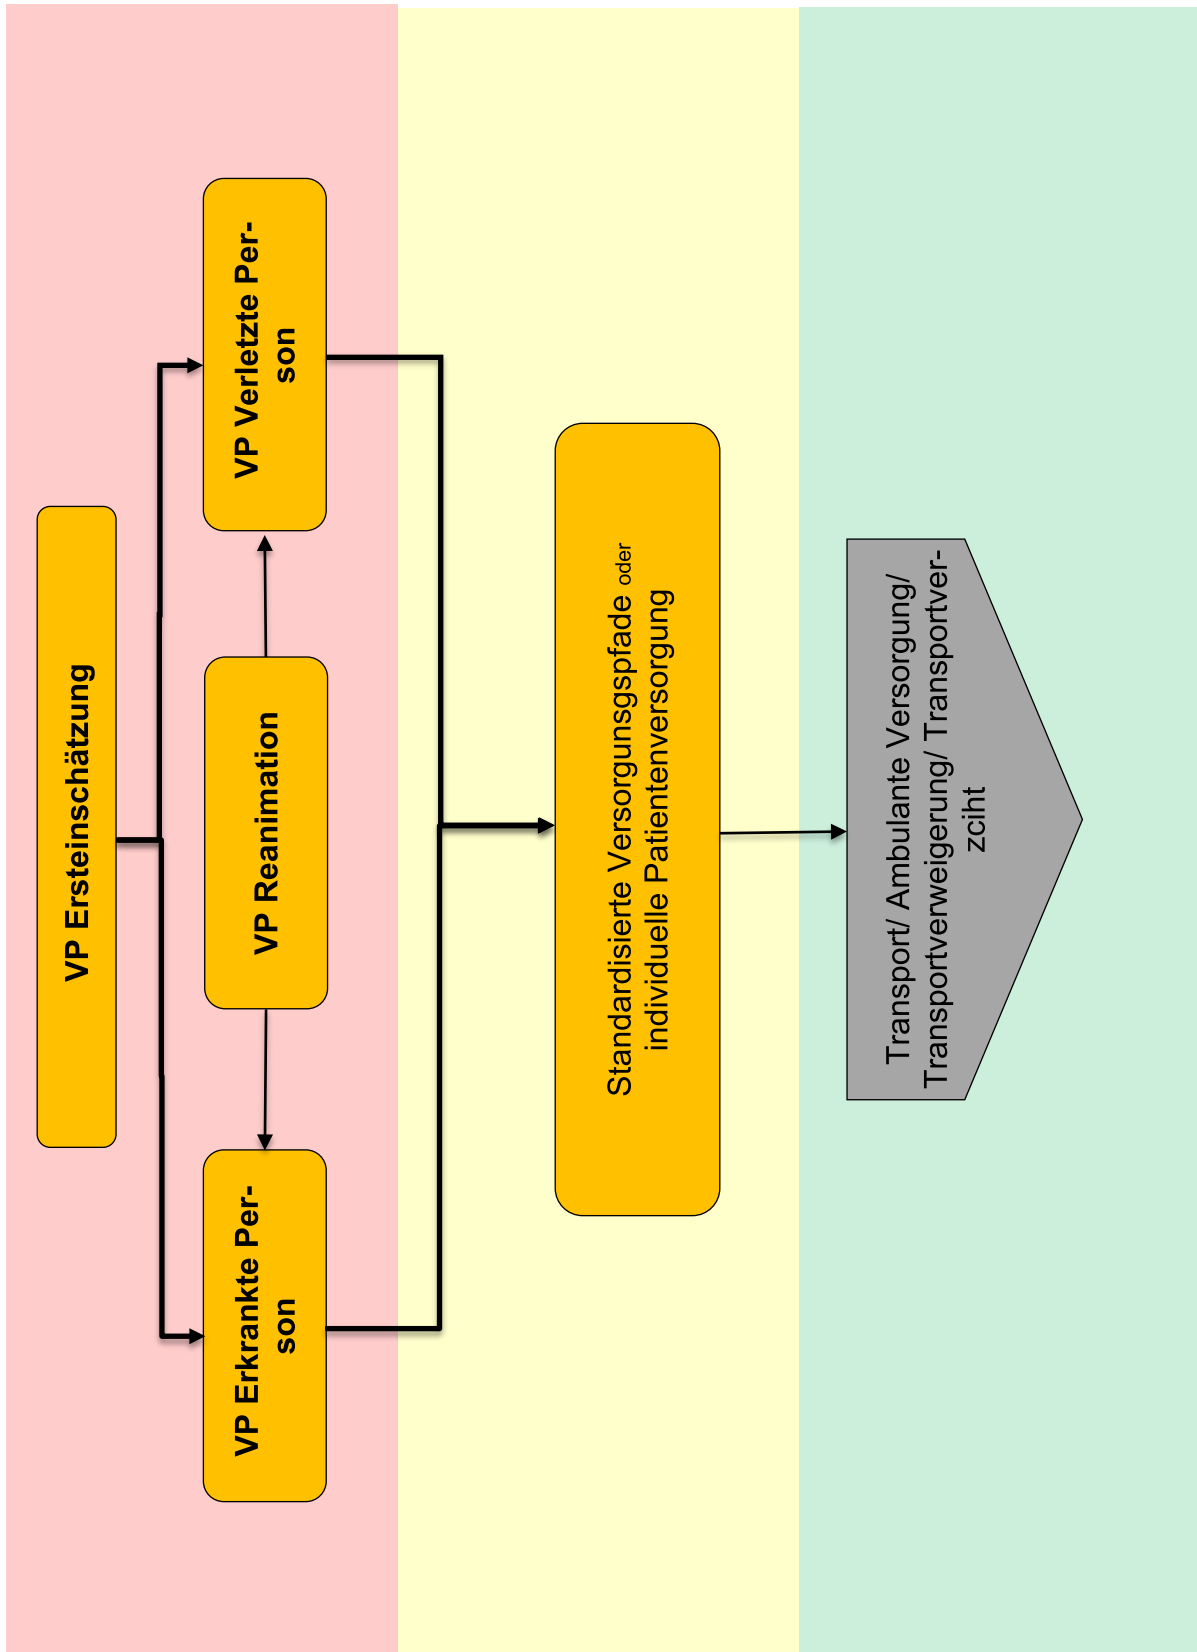 VP Ersteinschätzung
VP Erkrankte Per-
son
VP Reanimation
VP Verletzte Per-
son
Standardisierte Versorgunsgspfade oder
individuelle Patientenversorgung
Transport/ Ambulante Versorgung/
Transportverweigerung/ Transportver-
zciht